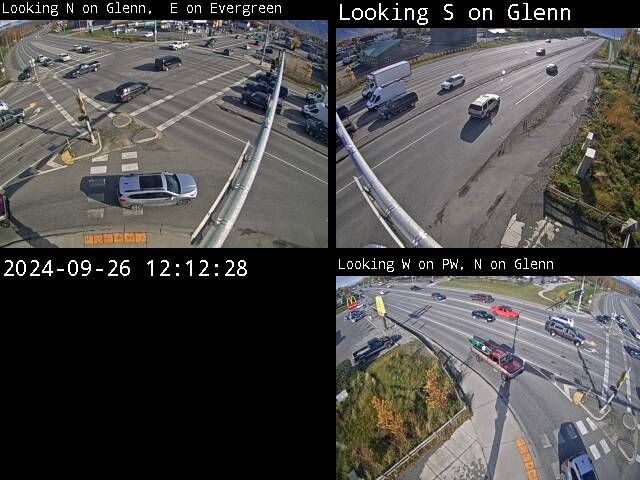 Looking N on Glenn,  E on Evergreen
Looking S on Glenn
2024-09-26 12:12:28
Looking W on PW, N on Glenn